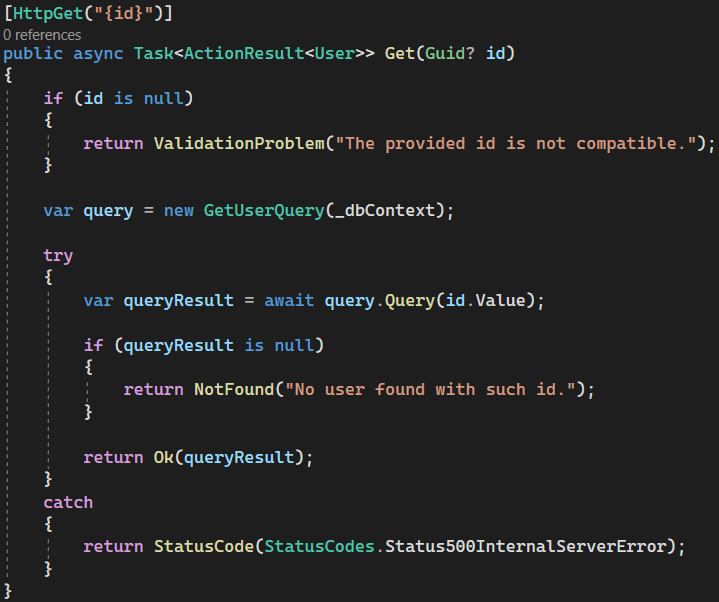 [HttpGet("{id}")]
0 references
public async Task<ActionResult<User>> Get(Guid? id)
{
    if (id is null)
    {
        return ValidationProblem("The provided id is not compatible.");
    }

    var query = new GetUserQuery(_dbContext);

    try
    {
        var queryResult = await query.Query(id.Value);

        if (queryResult is null)
        {
            return NotFound("No user found with such id.");
        }

        return Ok(queryResult);
    }
    catch
    {
        return StatusCode(StatusCodes.Status500InternalServerError);
    }
}